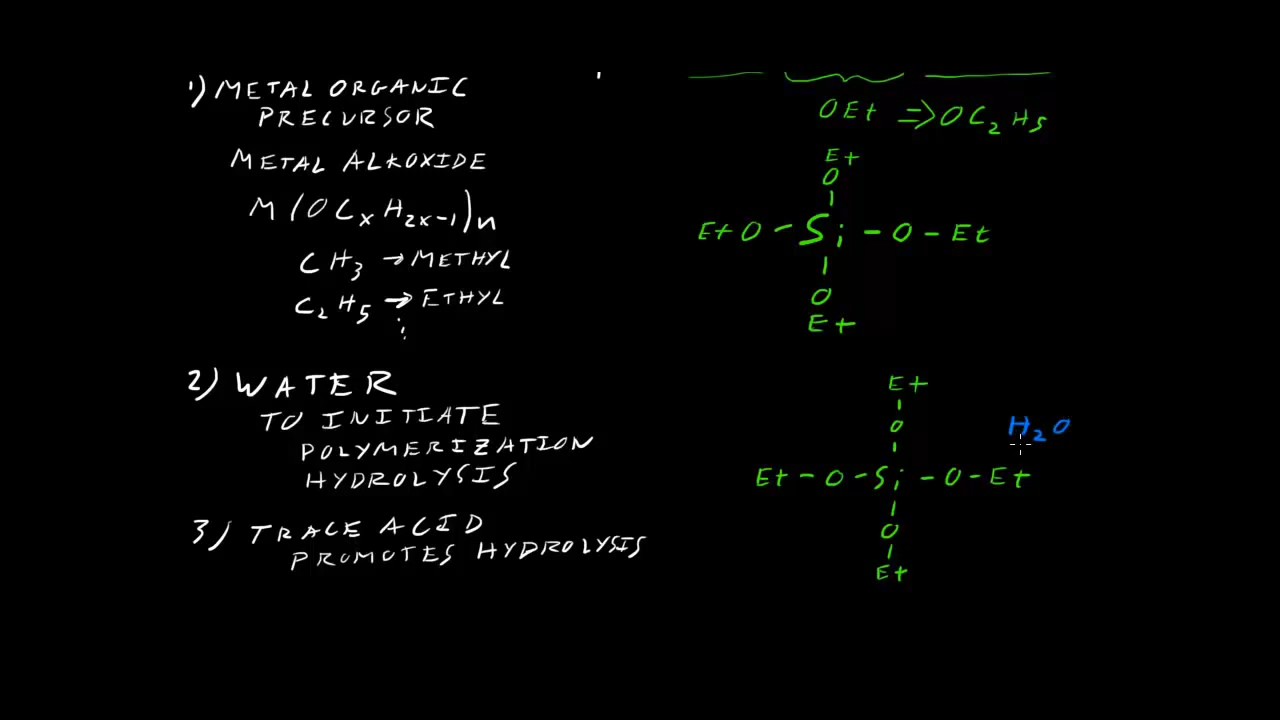 1) METAL ORGANIC
PRECURSOR
METAL ALKOXIDE
M(OCxH2x-1)n
CH3 → METHYL
C2H5 → ETHYL
⋮
2) WATER
TO INITIATE
POLYMERIZATION
HYDROLYSIS
3) TRACE ACID
PROMOTES HYDROLYSIS
OEt ⇒ OC2H5
Et
O
EtO - Si - O - Et
O
Et
Et
O
H2O
Et - O - Si - O - Et
O
Et